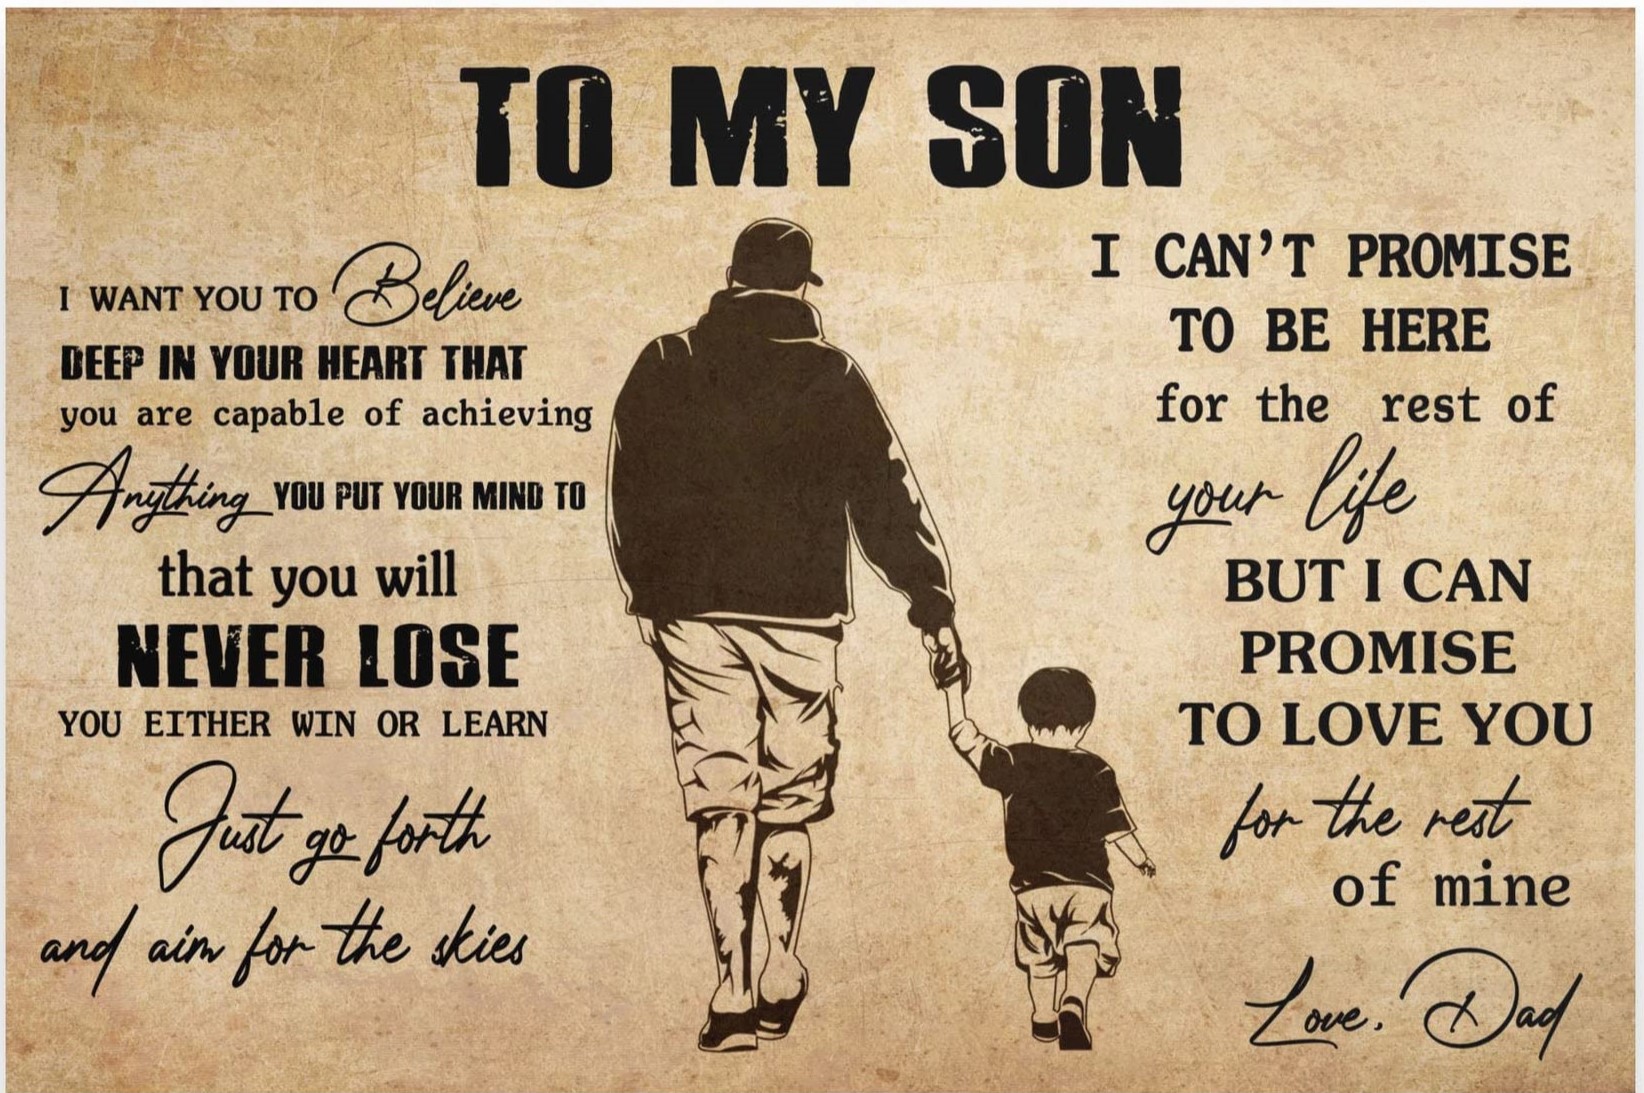 TO MY SON
I WANT YOU TO Believe
DEEP IN YOUR HEART THAT
you are capable of achieving
Anything YOU PUT YOUR MIND TO
that you will
NEVER LOSE
YOU EITHER WIN OR LEARN
Just go forth
and aim for the skies
I CAN'T PROMISE
TO BE HERE
for the rest of
your life
BUT I CAN
PROMISE
TO LOVE YOU
for the rest
of mine
Love, Dad